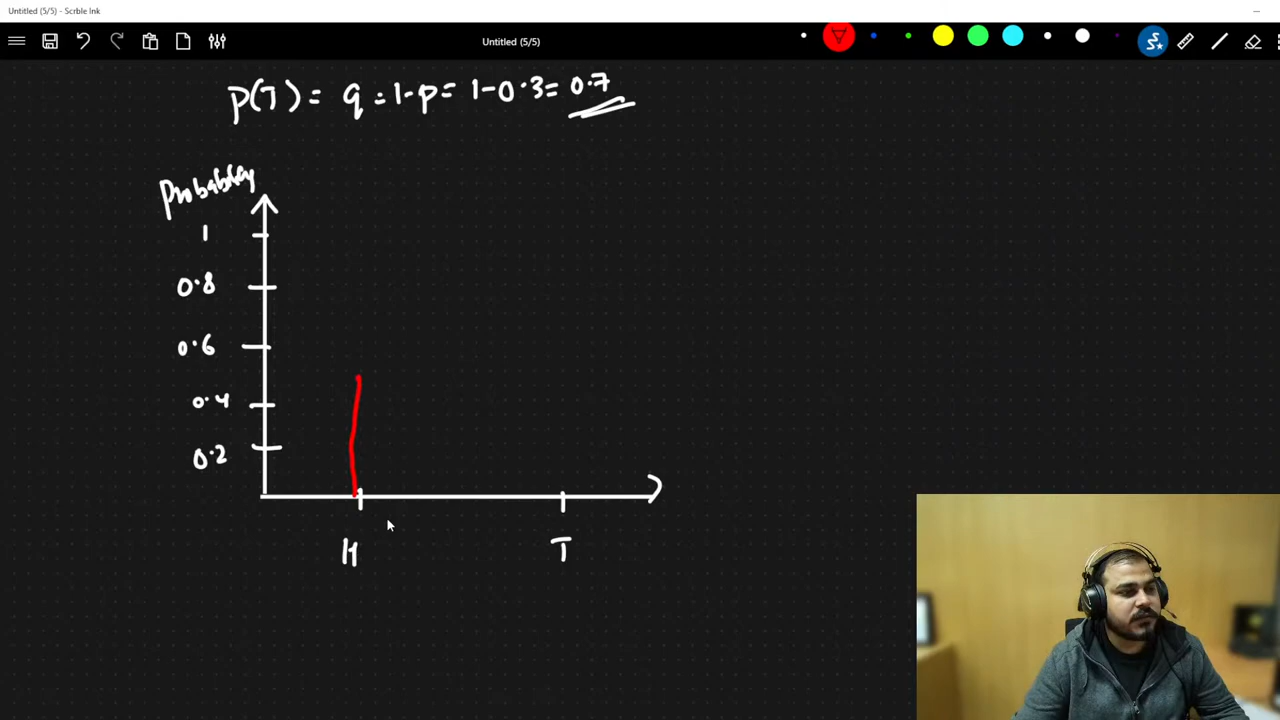 Untitled (5/5) - Scrble Ink
Untitled (5/5)
P(T) = q = 1-p = 1-0.3 = 0.7
1
0.8
0.6
0.4
0.2
H T